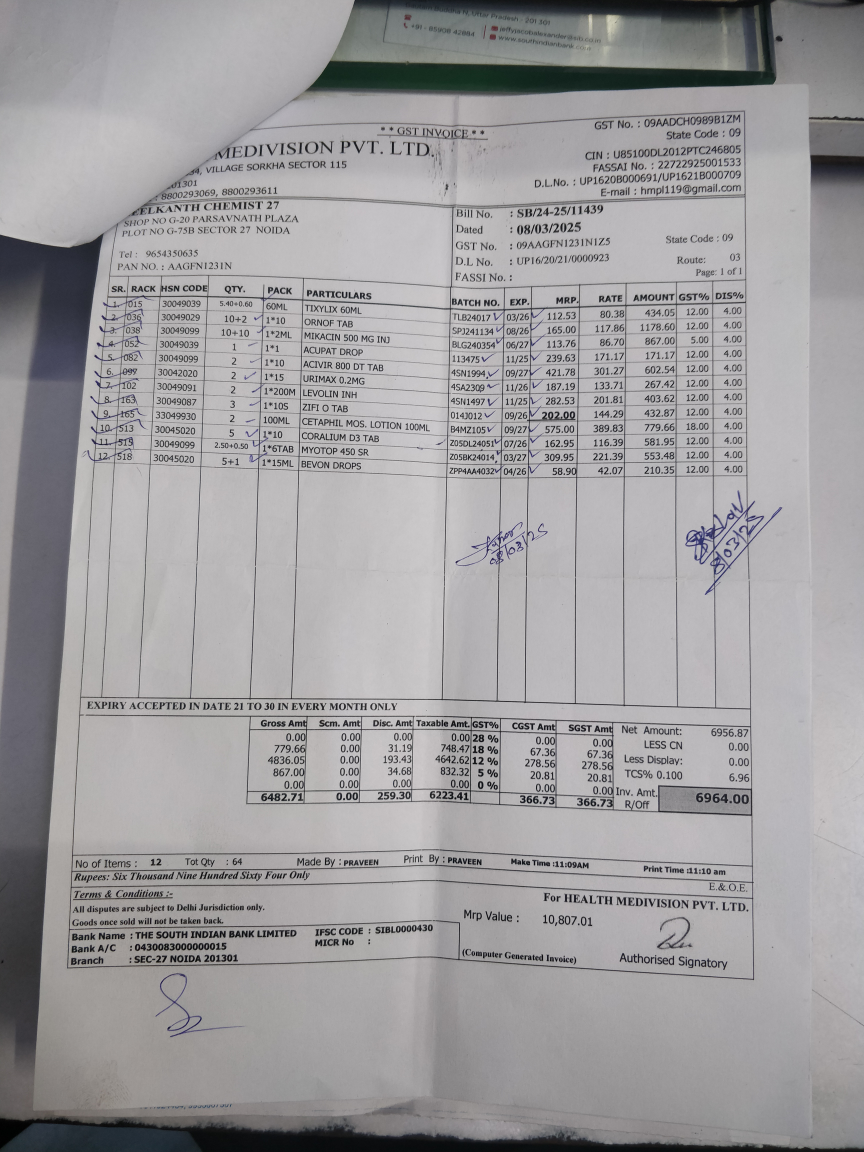 Uttar Pradesh - 201 301
+91 - 85908 42884 jeffyjacobalexander@sib.co.in
www.southindianbank.com
* * GST INVOICE * *
MEDIVISION PVT. LTD.
VILLAGE SORKHA SECTOR 115
201301
: 8800293069, 8800293611
GST No. : 09AADCH0989B1ZM
State Code : 09
CIN : U85100DL2012PTC246805
FASSAI No. : 22722925001533
D.L.No. : UP1620B000691/UP1621B000709
E-mail : hmpl119@gmail.com
EELKANTH CHEMIST 27
SHOP NO G-20 PARSAVNATH PLAZA
PLOT NO G-75B SECTOR 27 NOIDA
Tel : 9654350635
PAN NO. : AAGFN1231N
Bill No. : SB/24-25/11439
Dated : 08/03/2025
GST No. : 09AAGFN1231N1Z5 State Code : 09
D.L No. : UP16/20/21/0000923 Route: 03
FASSI No. : Page: 1 of 1
SR. RACK HSN CODE QTY. PACK PARTICULARS BATCH NO. EXP. MRP. RATE AMOUNT GST% DIS%
1. 015 30049039 5.40+0.60 60ML TIXYLIX 60ML TLB24017 03/26 112.53 80.38 434.05 12.00 4.00
2. 036 30049029 10+2 1*10 ORNOF TAB SPJ241134 08/26 165.00 117.86 1178.60 12.00 4.00
3. 038 30049099 10+10 1*2ML MIKACIN 500 MG INJ BLG240354 06/27 113.76 86.70 867.00 5.00 4.00
4. 052 30049039 1 1*1 ACUPAT DROP 113475 11/25 239.63 171.17 171.17 12.00 4.00
5. 082 30049099 2 1*10 ACIVIR 800 DT TAB 4SN1994 09/27 421.78 301.27 602.54 12.00 4.00
6. 099 30042020 2 1*15 URIMAX 0.2MG 4SA2309 11/26 187.19 133.71 267.42 12.00 4.00
7. 102 30049091 2 1*200M LEVOLIN INH 4SN1497 11/25 282.53 201.81 403.62 12.00 4.00
8. 163 30049087 3 1*10S ZIFI O TAB 014J012 09/26 202.00 144.29 432.87 12.00 4.00
9. 165 33049930 2 100ML CETAPHIL MOS. LOTION 100ML B4MZ105 09/27 575.00 389.83 779.66 18.00 4.00
10. 513 30045020 5 1*10 CORALIUM D3 TAB Z05DL24051 07/26 162.95 116.39 581.95 12.00 4.00
11. 515 30049099 2.50+0.50 1*6TAB MYOTOP 450 SR Z05BK24014 03/27 309.95 221.39 553.48 12.00 4.00
12. 518 30045020 5+1 1*15ML BEVON DROPS ZPP4AA4032 04/26 58.90 42.07 210.35 12.00 4.00
08/03/25
8/03/25
EXPIRY ACCEPTED IN DATE 21 TO 30 IN EVERY MONTH ONLY
Gross Amt Scm. Amt Disc. Amt Taxable Amt. GST% CGST Amt SGST Amt
0.00 0.00 0.00 0.00 28 % 0.00 0.00
779.66 0.00 31.19 748.47 18 % 67.36 67.36
4836.05 0.00 193.43 4642.62 12 % 278.56 278.56
867.00 0.00 34.68 832.32 5 % 20.81 20.81
0.00 0.00 0.00 0.00 0 % 0.00 0.00
6482.71 0.00 259.30 6223.41 366.73 366.73
Net Amount: 6956.87
LESS CN 0.00
Less Display: 0.00
TCS% 0.100 6.96
Inv. Amt.
R/Off 6964.00
No of Items : 12 Tot Qty : 64 Made By : PRAVEEN Print By : PRAVEEN Make Time :11:09AM Print Time :11:10 am
Rupees: Six Thousand Nine Hundred Sixty Four Only
E.&.O.E.
Terms & Conditions :-
All disputes are subject to Delhi Jurisdiction only.
Goods once sold will not be taken back.
Bank Name : THE SOUTH INDIAN BANK LIMITED IFSC CODE : SIBL0000430
Bank A/C : 0430083000000015 MICR No :
Branch : SEC-27 NOIDA 201301
For HEALTH MEDIVISION PVT. LTD.
Mrp Value : 10,807.01
(Computer Generated Invoice) Authorised Signatory